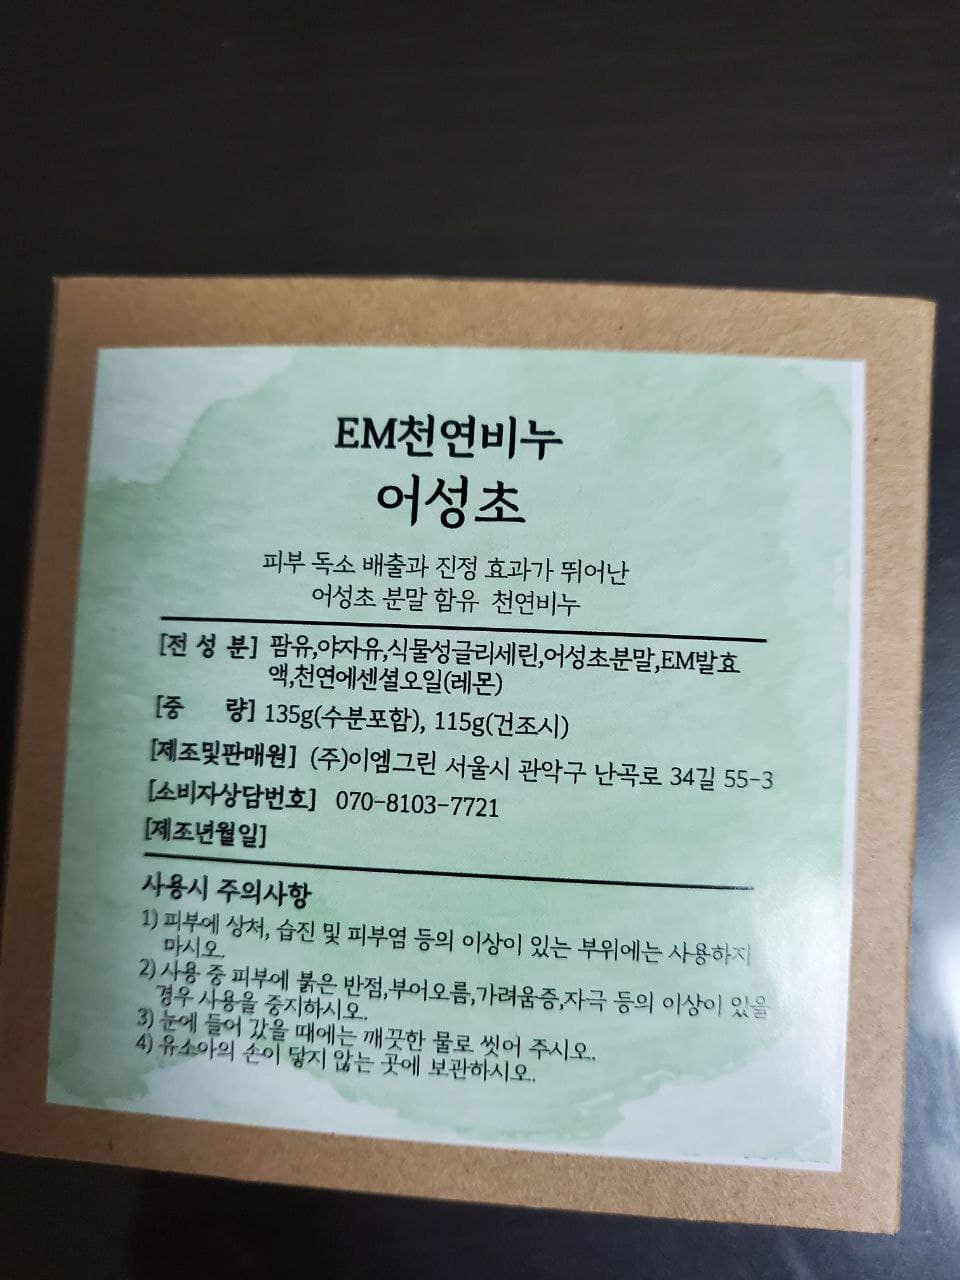 EM천연비누
어성초
피부 독소 배출과 진정 효과가 뛰어난
어성초 분말 함유 천연비누
[전 성 분] 팜유,야자유,식물성글리세린,어성초분말,EM발효
액,천연에센셜오일(레몬)
[중 량] 135g(수분포함), 115g(건조시)
[제조및판매원] (주)이엠그린 서울시 관악구 난곡로 34길 55-3
[소비자상담번호] 070-8103-7721
[제조년월일]
사용시 주의사항
1) 피부에 상처, 습진 및 피부염 등의 이상이 있는 부위에는 사용하지
마시오.
2) 사용 중 피부에 붉은 반점,부어오름,가려움증,자극 등의 이상이 있을
경우 사용을 중지하시오.
3) 눈에 들어 갔을 때에는 깨끗한 물로 씻어 주시오.
4) 유소아의 손이 닿지 않는 곳에 보관하시오.